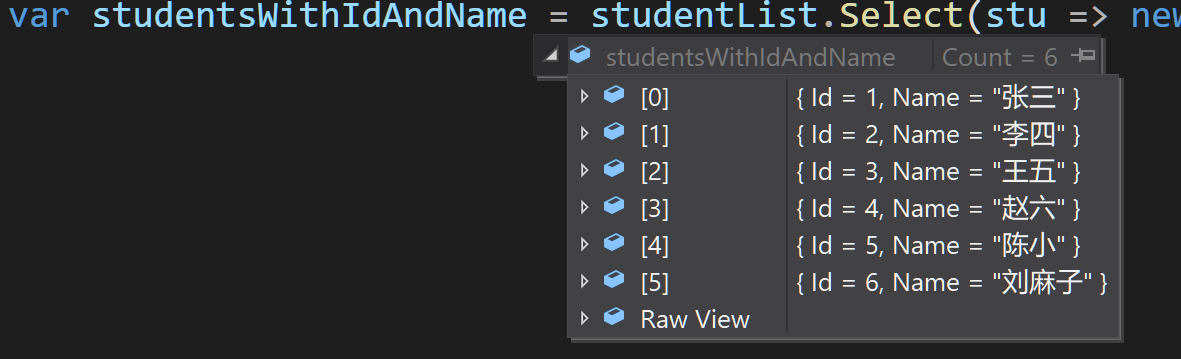 var studentsWithIdAndName = studentList.Select(stu => new
studentsWithIdAndName Count = 6
[0] { Id = 1, Name = "张三" }
[1] { Id = 2, Name = "李四" }
[2] { Id = 3, Name = "王五" }
[3] { Id = 4, Name = "赵六" }
[4] { Id = 5, Name = "陈小" }
[5] { Id = 6, Name = "刘麻子" }
Raw View